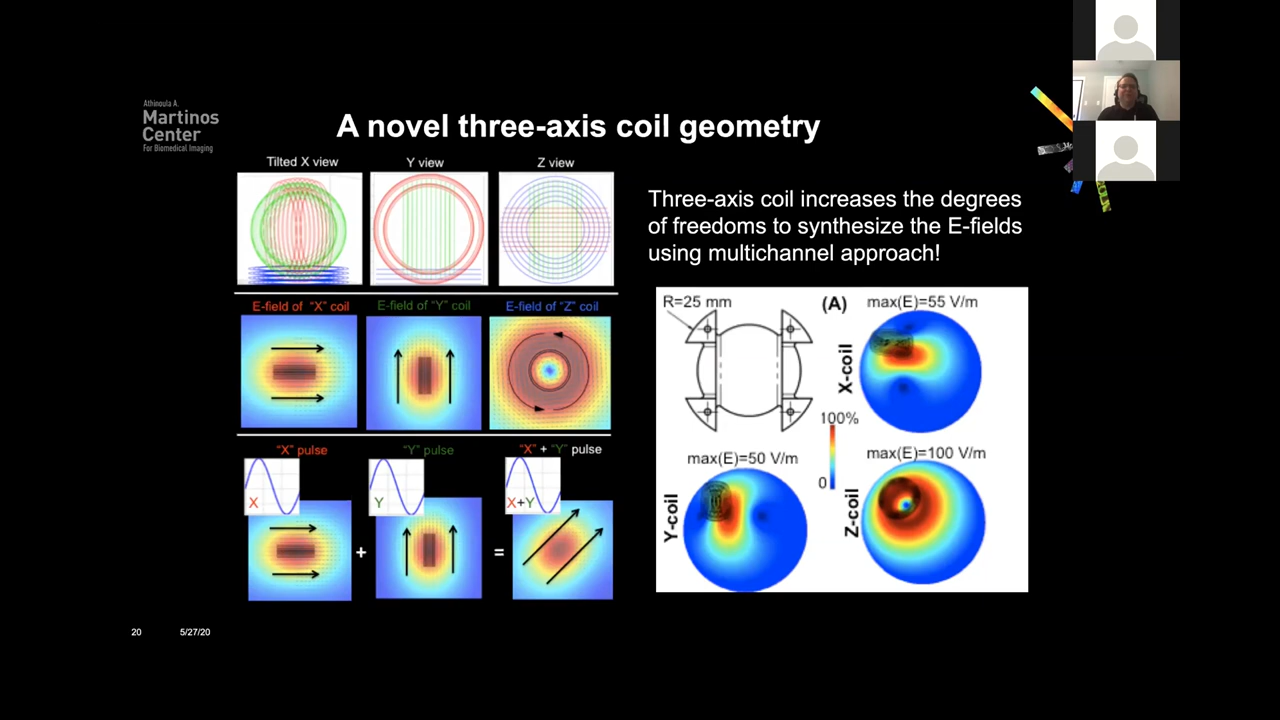 Athinoula A.
Martinos
Center
For Biomedical Imaging
A novel three-axis coil geometry
Tilted X view
Y view
Z view
E-field of "X" coil
E-field of "Y" coil
E-field of "Z" coil
"X" pulse
"Y" pulse
"X" + "Y" pulse
X
Y
X+Y
+
=
Three-axis coil increases the degrees
of freedoms to synthesize the E-fields
using multichannel approach!
R=25 mm
(A)
max(E)=55 V/m
X-coil
100%
0
max(E)=50 V/m
Y-coil
max(E)=100 V/m
Z-coil
20
5/27/20